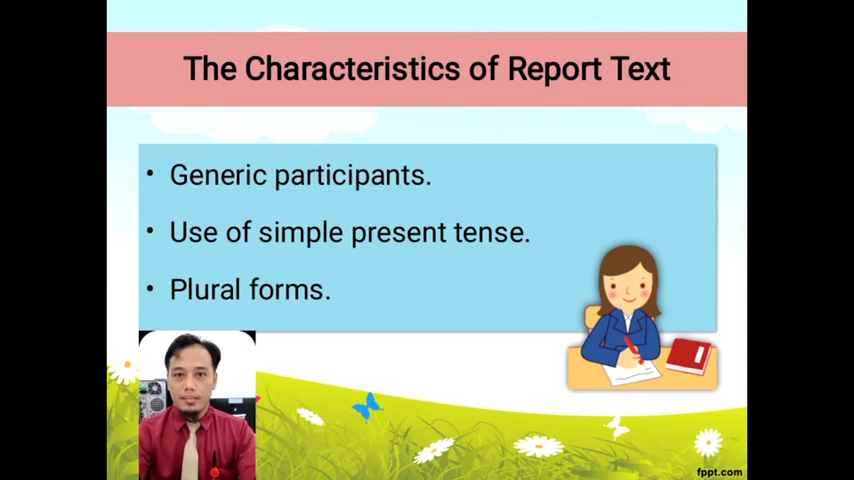 The Characteristics of Report Text
• Generic participants.
• Use of simple present tense.
• Plural forms.
fppt.com